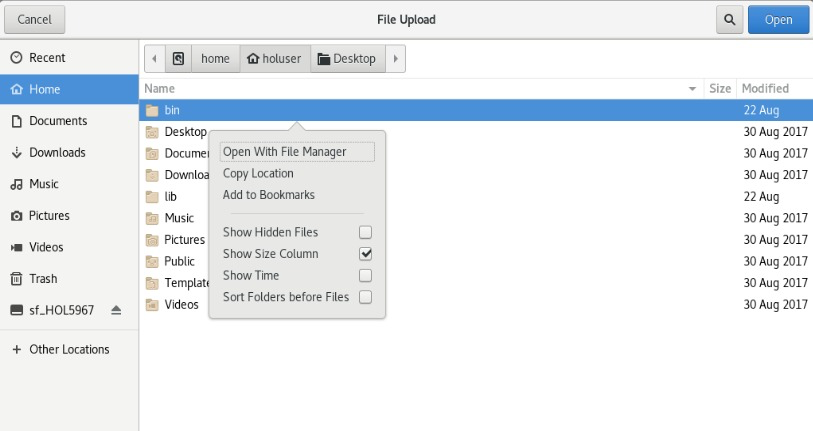 Cancel
File Upload
Open
Recent
Home
Documents
Downloads
Music
Pictures
Videos
Trash
sf_HOL5967
Other Locations
home
holuser
Desktop
Name
Size
Modified
bin 22 Aug
Desktop 30 Aug 2017
Docume 30 Aug 2017
Downloa 30 Aug 2017
lib 22 Aug
Music 30 Aug 2017
Pictures 30 Aug 2017
Public 30 Aug 2017
Template 30 Aug 2017
Videos 30 Aug 2017
Open With File Manager
Copy Location
Add to Bookmarks
Show Hidden Files
Show Size Column
Show Time
Sort Folders before Files